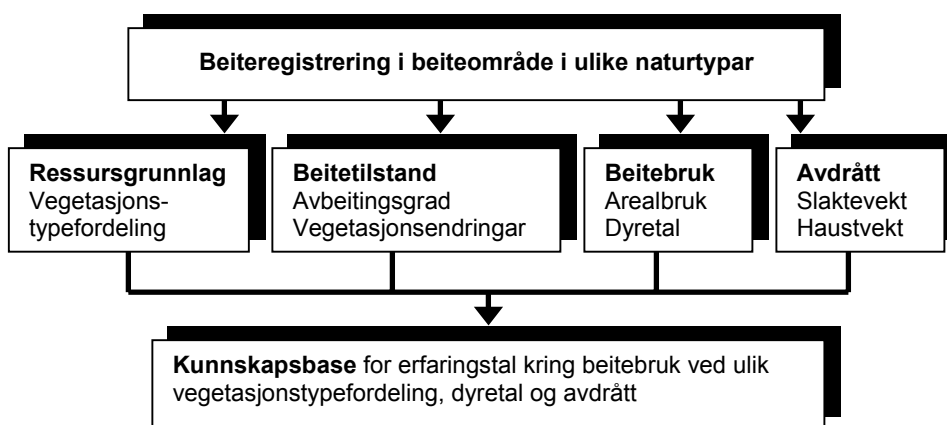 Beiteregistrering i beiteområde i ulike naturtypar
Ressursgrunnlag
Vegetasjons-
typefordeling
Beitetilstand
Avbeitingsgrad
Vegetasjonsendringar
Beitebruk
Arealbruk
Dyretal
Avdrått
Slaktevekt
Haustvekt
Kunnskapsbase for erfaringstal kring beitebruk ved ulik
vegetasjonstypefordeling, dyretal og avdrått